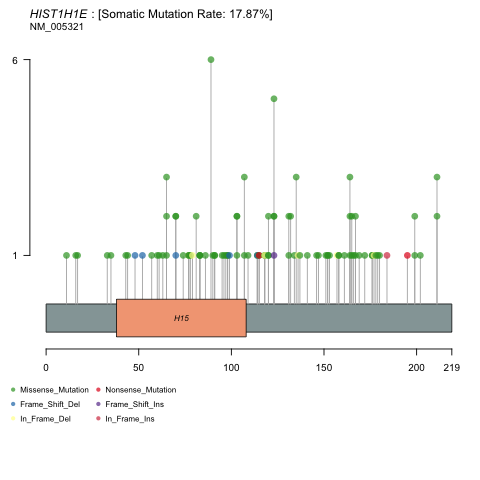 HIST1H1E : [Somatic Mutation Rate: 17.87%]
NM_005321
6
1
H15
0 50 100 150 200 219
Missense_Mutation Nonsense_Mutation
Frame_Shift_Del Frame_Shift_Ins
In_Frame_Del In_Frame_Ins